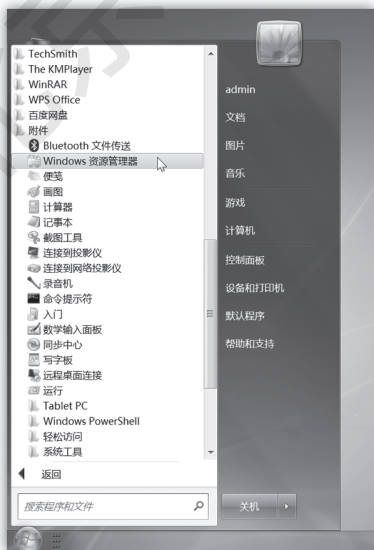 TechSmith
The KMPlayer
WinRAR
WPS Office
百度网盘
附件
Bluetooth 文件传送
Windows 资源管理器
便笺
画图
计算器
记事本
截图工具
连接到投影仪
连接到网络投影仪
录音机
命令提示符
入门
数学输入面板
同步中心
写字板
远程桌面连接
运行
Tablet PC
Windows PowerShell
轻松访问
系统工具
返回
搜索程序和文件
admin
文档
图片
音乐
游戏
计算机
控制面板
设备和打印机
默认程序
帮助和支持
关机